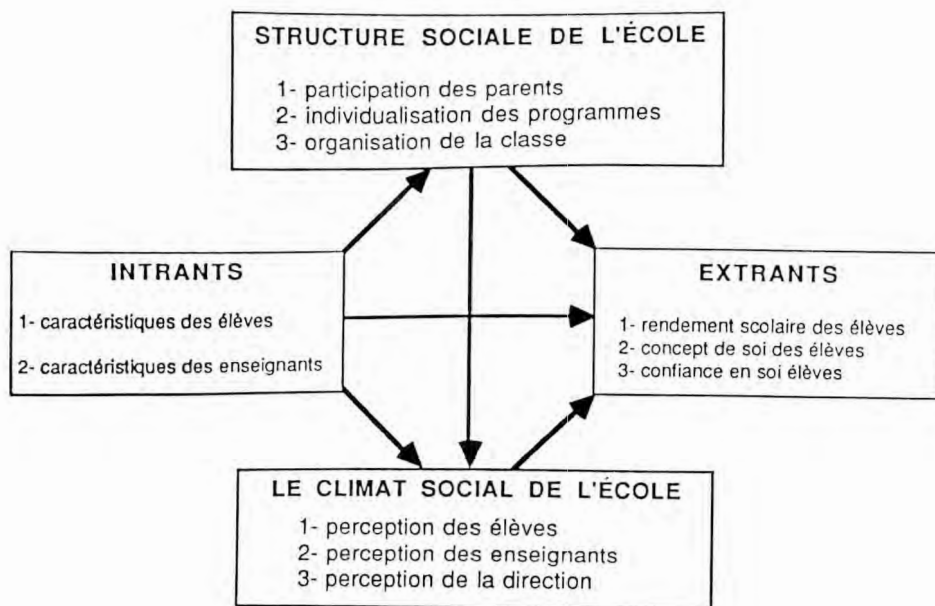 STRUCTURE SOCIALE DE L'ÉCOLE
1- participation des parents
2- individualisation des programmes
3- organisation de la classe
INTRANTS
1- caractéristiques des élèves
2- caractéristiques des enseignants
EXTRANTS
1- rendement scolaire des élèves
2- concept de soi des élèves
3- confiance en soi élèves
LE CLIMAT SOCIAL DE L'ÉCOLE
1- perception des élèves
2- perception des enseignants
3- perception de la direction